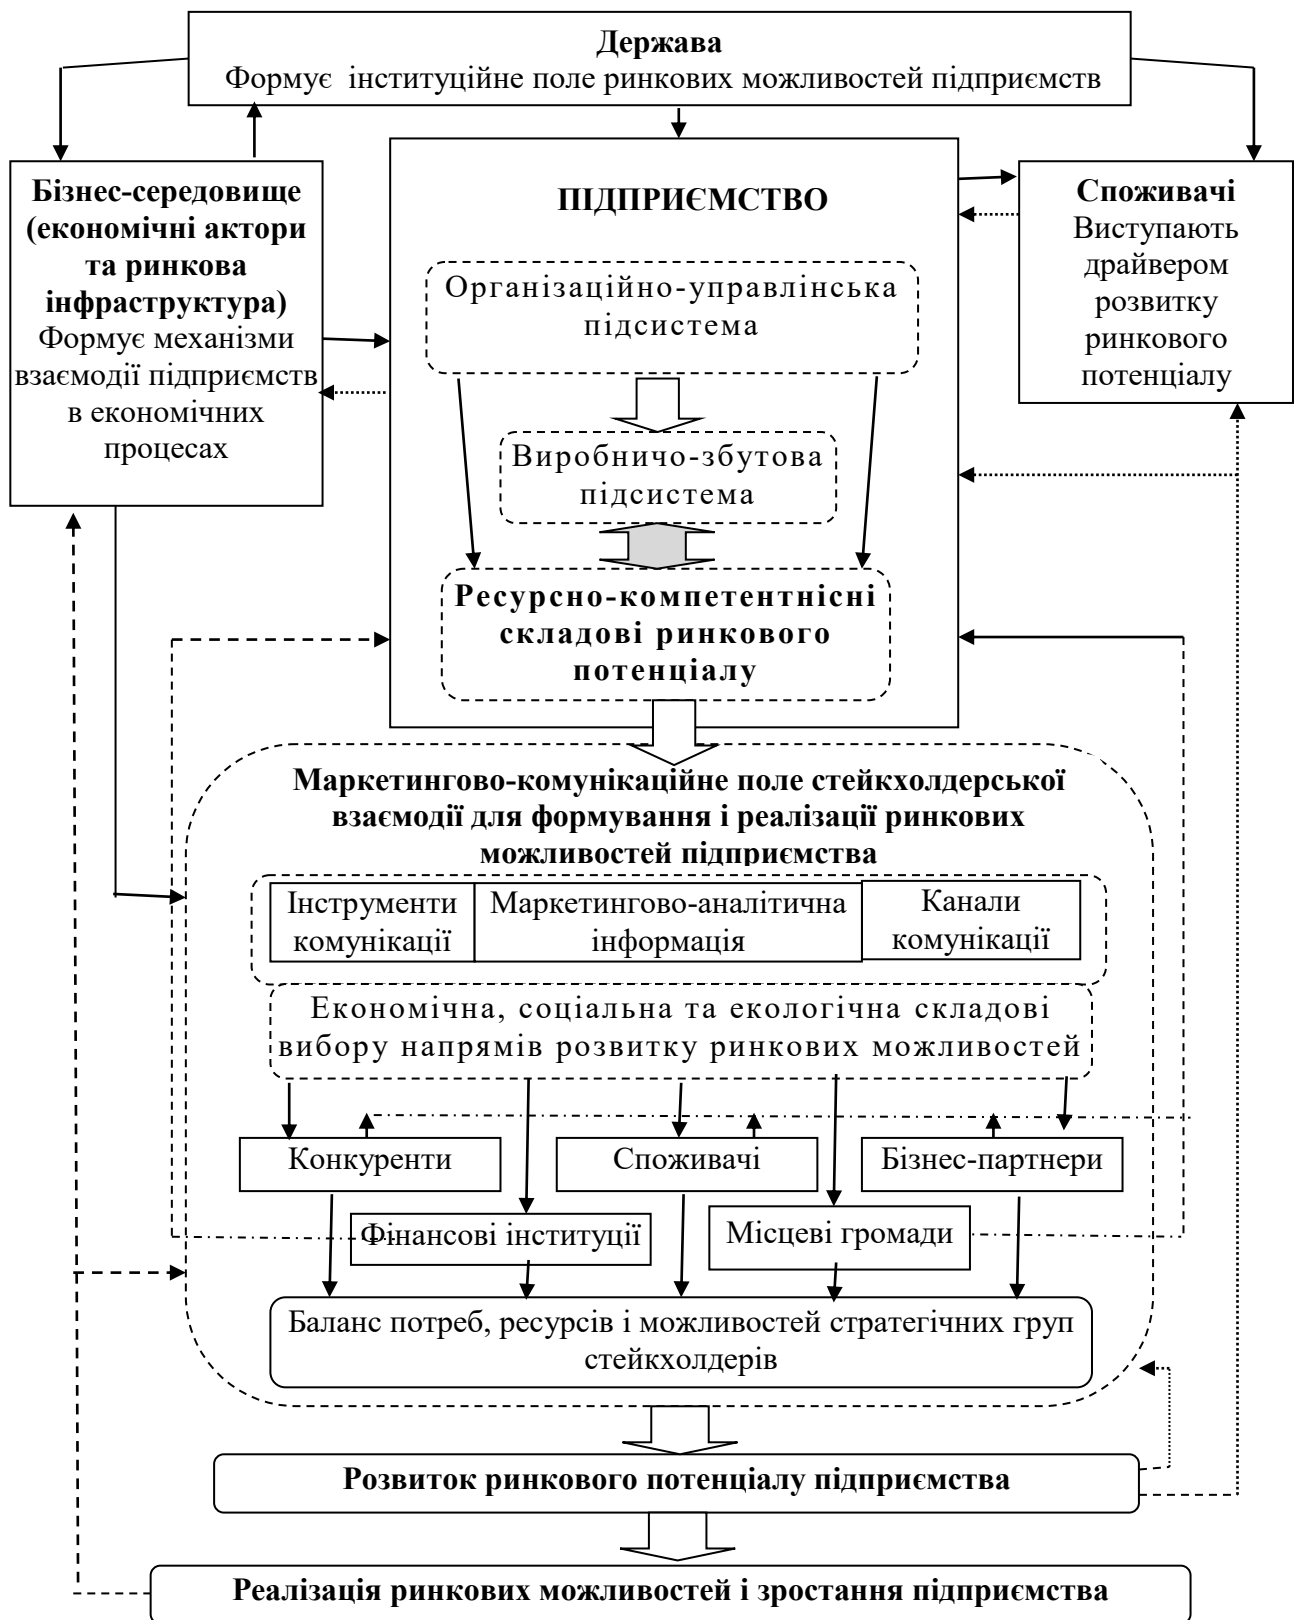 Держава
Формує інституційне поле ринкових можливостей підприємств
Бізнес-середовище
(економічні актори
та ринкова
інфраструктура)
Формує механізми
взаємодії підприємств
в економічних
процесах
ПІДПРИЄМСТВО
Організаційно-управлінська
підсистема
Виробничо-збутова
підсистема
Ресурсно-компетентнісні
складові ринкового
потенціалу
Споживачі
Виступають
драйвером
розвитку
ринкового
потенціалу
Маркетингово-комунікаційне поле стейкхолдерської
взаємодії для формування і реалізації ринкових
можливостей підприємства
Інструменти
комунікації
Маркетингово-аналітична
інформація
Канали
комунікації
Економічна, соціальна та екологічна складові
вибору напрямів розвитку ринкових можливостей
Конкуренти
Споживачі
Бізнес-партнери
Фінансові інституції
Місцеві громади
Баланс потреб, ресурсів і можливостей стратегічних груп
стейкхолдерів
Розвиток ринкового потенціалу підприємства
Реалізація ринкових можливостей і зростання підприємства